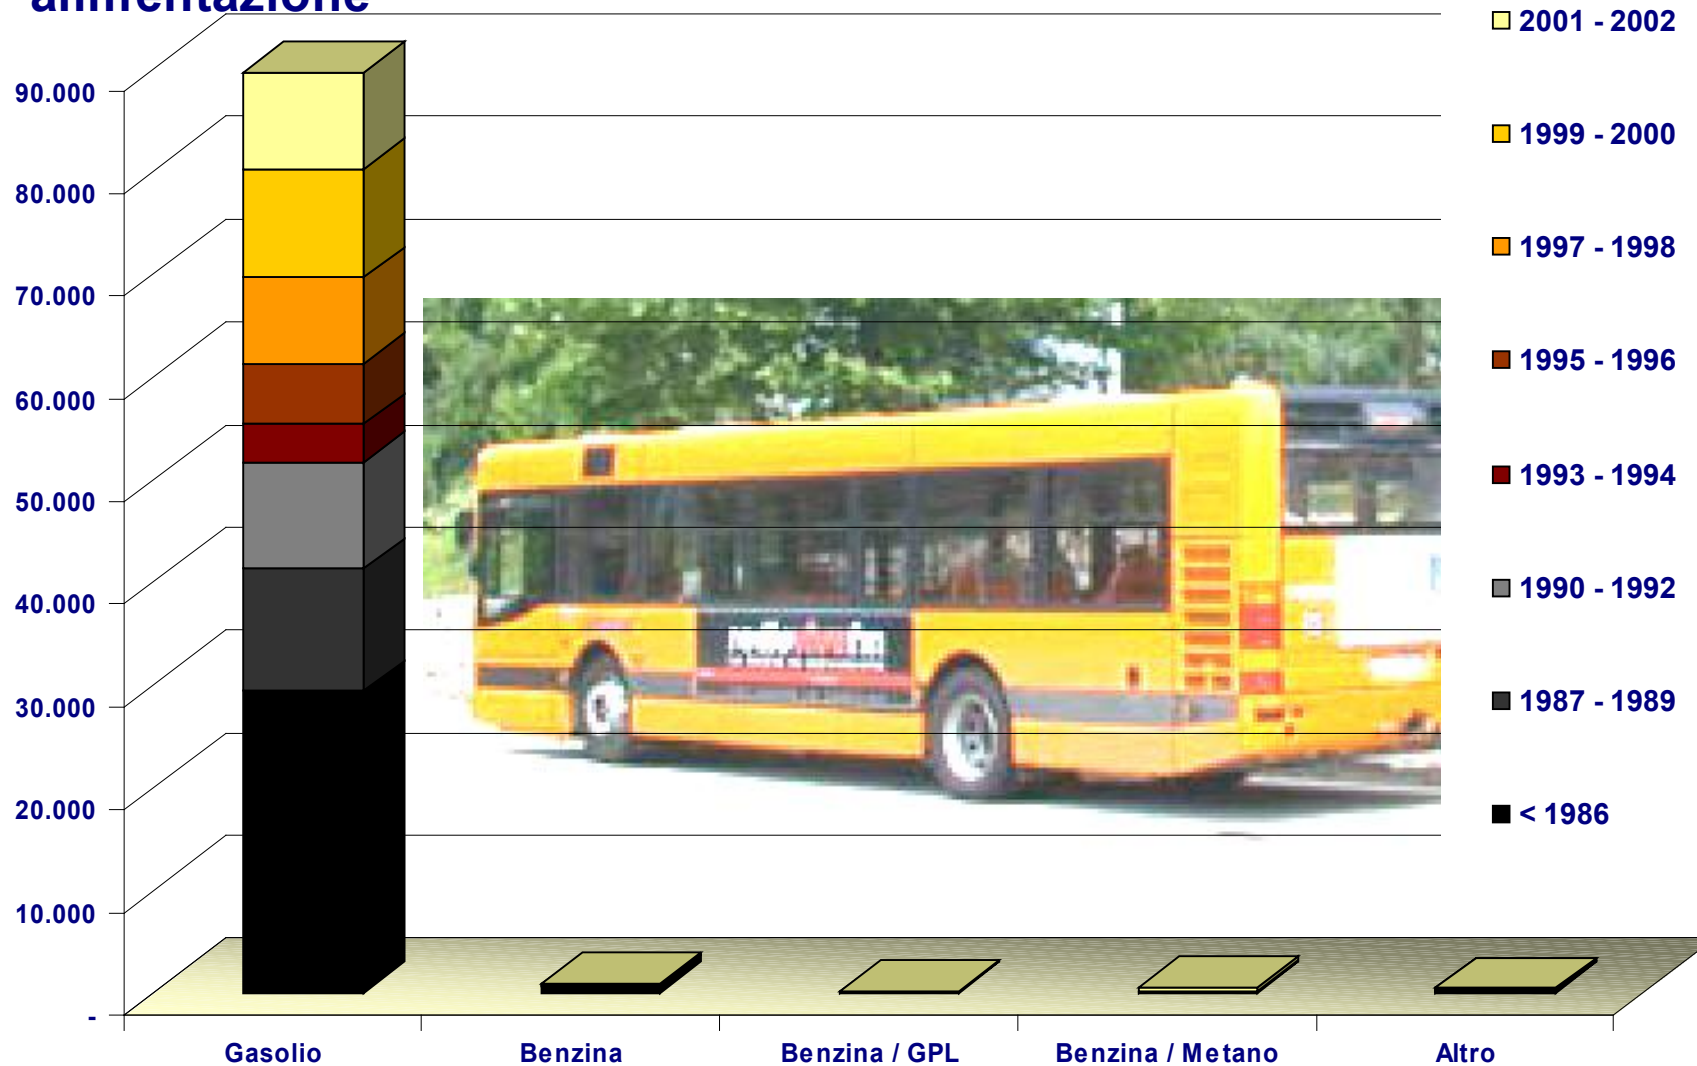 alimentazione
2001 - 2002
1999 - 2000
1997 - 1998
1995 - 1996
1993 - 1994
1990 - 1992
1987 - 1989
< 1986
90.000
80.000
70.000
60.000
50.000
40.000
30.000
20.000
10.000
-
Gasolio
Benzina
Benzina / GPL
Benzina / Metano
Altro